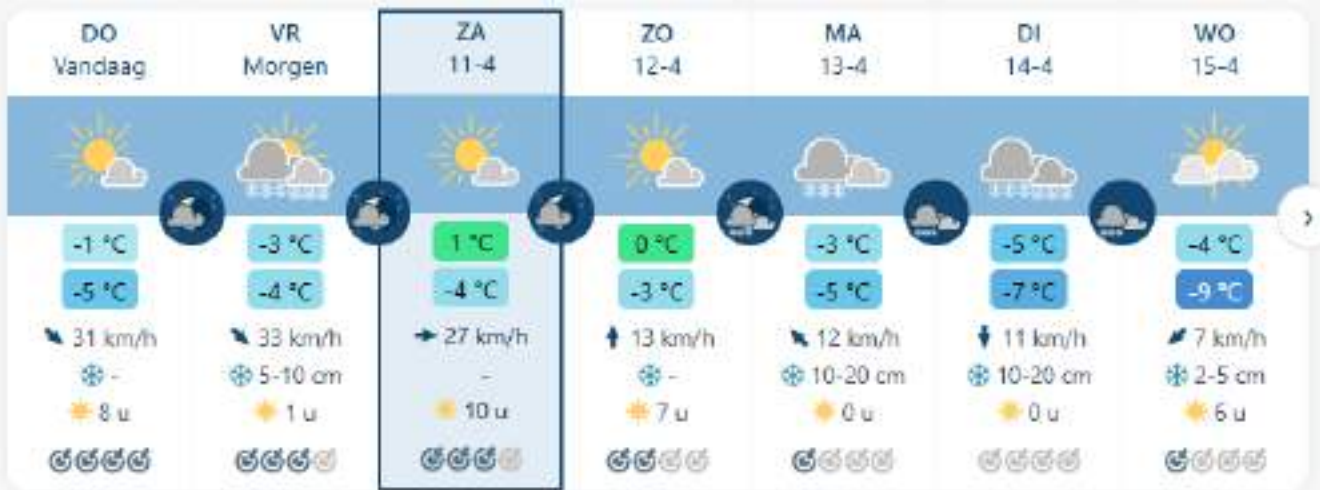 DO VR ZA ZO MA DI WO
Vandaag Morgen 11-4 12-4 13-4 14-4 15-4
-1 °C -3 °C 1 °C 0 °C -3 °C -5 °C -4 °C
-5 °C -4 °C -4 °C -3 °C -5 °C -7 °C -9 °C
31 km/h 33 km/h 27 km/h 13 km/h 12 km/h 11 km/h 7 km/h
- 5-10 cm - - 10-20 cm 10-20 cm 2-5 cm
8 u 1 u 10 u 7 u 0 u 0 u 6 u